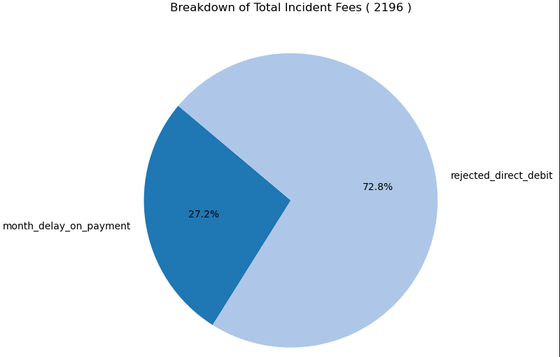 Breakdown of Total Incident Fees ( 2196 )
72.8%
rejected_direct_debit
27.2%
month_delay_on_payment